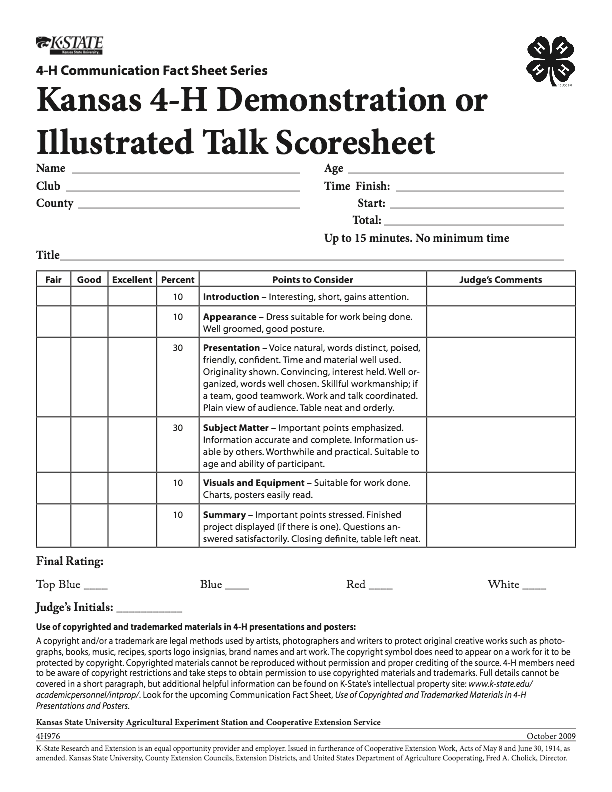 K-STATE
Kansas State University
4-H Communication Fact Sheet Series
Kansas 4-H Demonstration or
Illustrated Talk Scoresheet
Name ____ Age ____
Club ____ Time Finish: ____
County ____ Start: ____
Total: ____
Up to 15 minutes. No minimum time
Title____
Fair Good Excellent Percent Points to Consider Judge's Comments
10 Introduction – Interesting, short, gains attention.
10 Appearance – Dress suitable for work being done.
Well groomed, good posture.
30 Presentation – Voice natural, words distinct, poised,
friendly, confident. Time and material well used.
Originality shown. Convincing, interest held. Well or-
ganized, words well chosen. Skillful workmanship; if
a team, good teamwork. Work and talk coordinated.
Plain view of audience. Table neat and orderly.
30 Subject Matter – Important points emphasized.
Information accurate and complete. Information us-
able by others. Worthwhile and practical. Suitable to
age and ability of participant.
10 Visuals and Equipment – Suitable for work done.
Charts, posters easily read.
10 Summary – Important points stressed. Finished
project displayed (if there is one). Questions an-
swered satisfactorily. Closing definite, table left neat.
Final Rating:
Top Blue ____ Blue ____ Red ____ White ____
Judge's Initials: ___________
Use of copyrighted and trademarked materials in 4-H presentations and posters:
A copyright and/or a trademark are legal methods used by artists, photographers and writers to protect original creative works such as photo-
graphs, books, music, recipes, sports logo insignias, brand names and art work. The copyright symbol does need to appear on a work for it to be
protected by copyright. Copyrighted materials cannot be reproduced without permission and proper crediting of the source. 4-H members need
to be aware of copyright restrictions and take steps to obtain permission to use copyrighted materials and trademarks. Full details cannot be
covered in a short paragraph, but additional helpful information can be found on K-State's intellectual property site: www.k-state.edu/
academicpersonnel/intprop/. Look for the upcoming Communication Fact Sheet, Use of Copyrighted and Trademarked Materials in 4-H
Presentations and Posters.
Kansas State University Agricultural Experiment Station and Cooperative Extension Service
4H976 October 2009
K-State Research and Extension is an equal opportunity provider and employer. Issued in furtherance of Cooperative Extension Work, Acts of May 8 and June 30, 1914, as
amended. Kansas State University, County Extension Councils, Extension Districts, and United States Department of Agriculture Cooperating, Fred A. Cholick, Director.